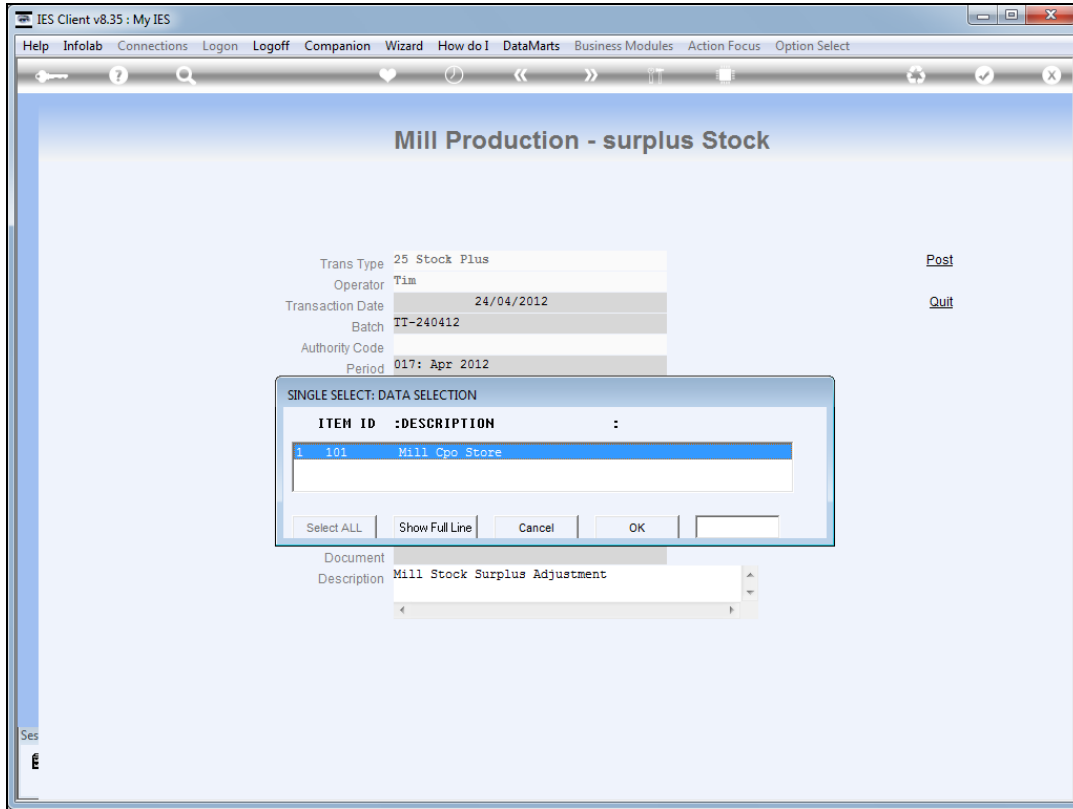 IES Client v8.35 : My IES
Help Infolab Connections Logon Logoff Companion Wizard How do I DataMarts Business Modules Action Focus Option Select
Mill Production - surplus Stock
Trans Type 25 Stock Plus
Post
Operator Tim
Transaction Date 24/04/2012
Quit
Batch TT-240412
Authority Code
Period 017: Apr 2012
SINGLE SELECT: DATA SELECTION
ITEM ID :DESCRIPTION :
1 101 Mill Cpo Store
Select ALL Show Full Line Cancel OK
Document
Description Mill Stock Surplus Adjustment
Ses